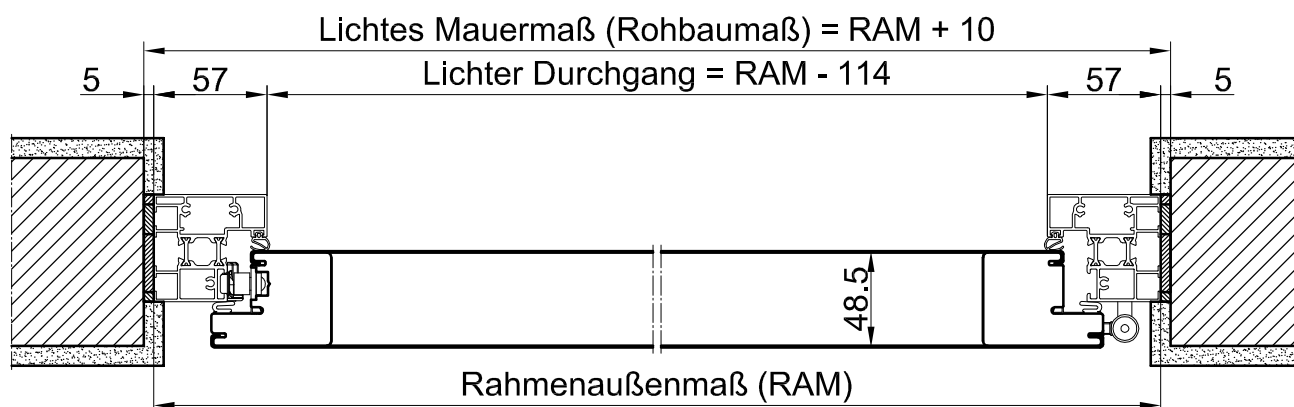 Lichtes Mauermaß (Rohbaumaß) = RAM + 10
5 57 Lichter Durchgang = RAM - 114 57 5
48.5
Rahmenaußenmaß (RAM)